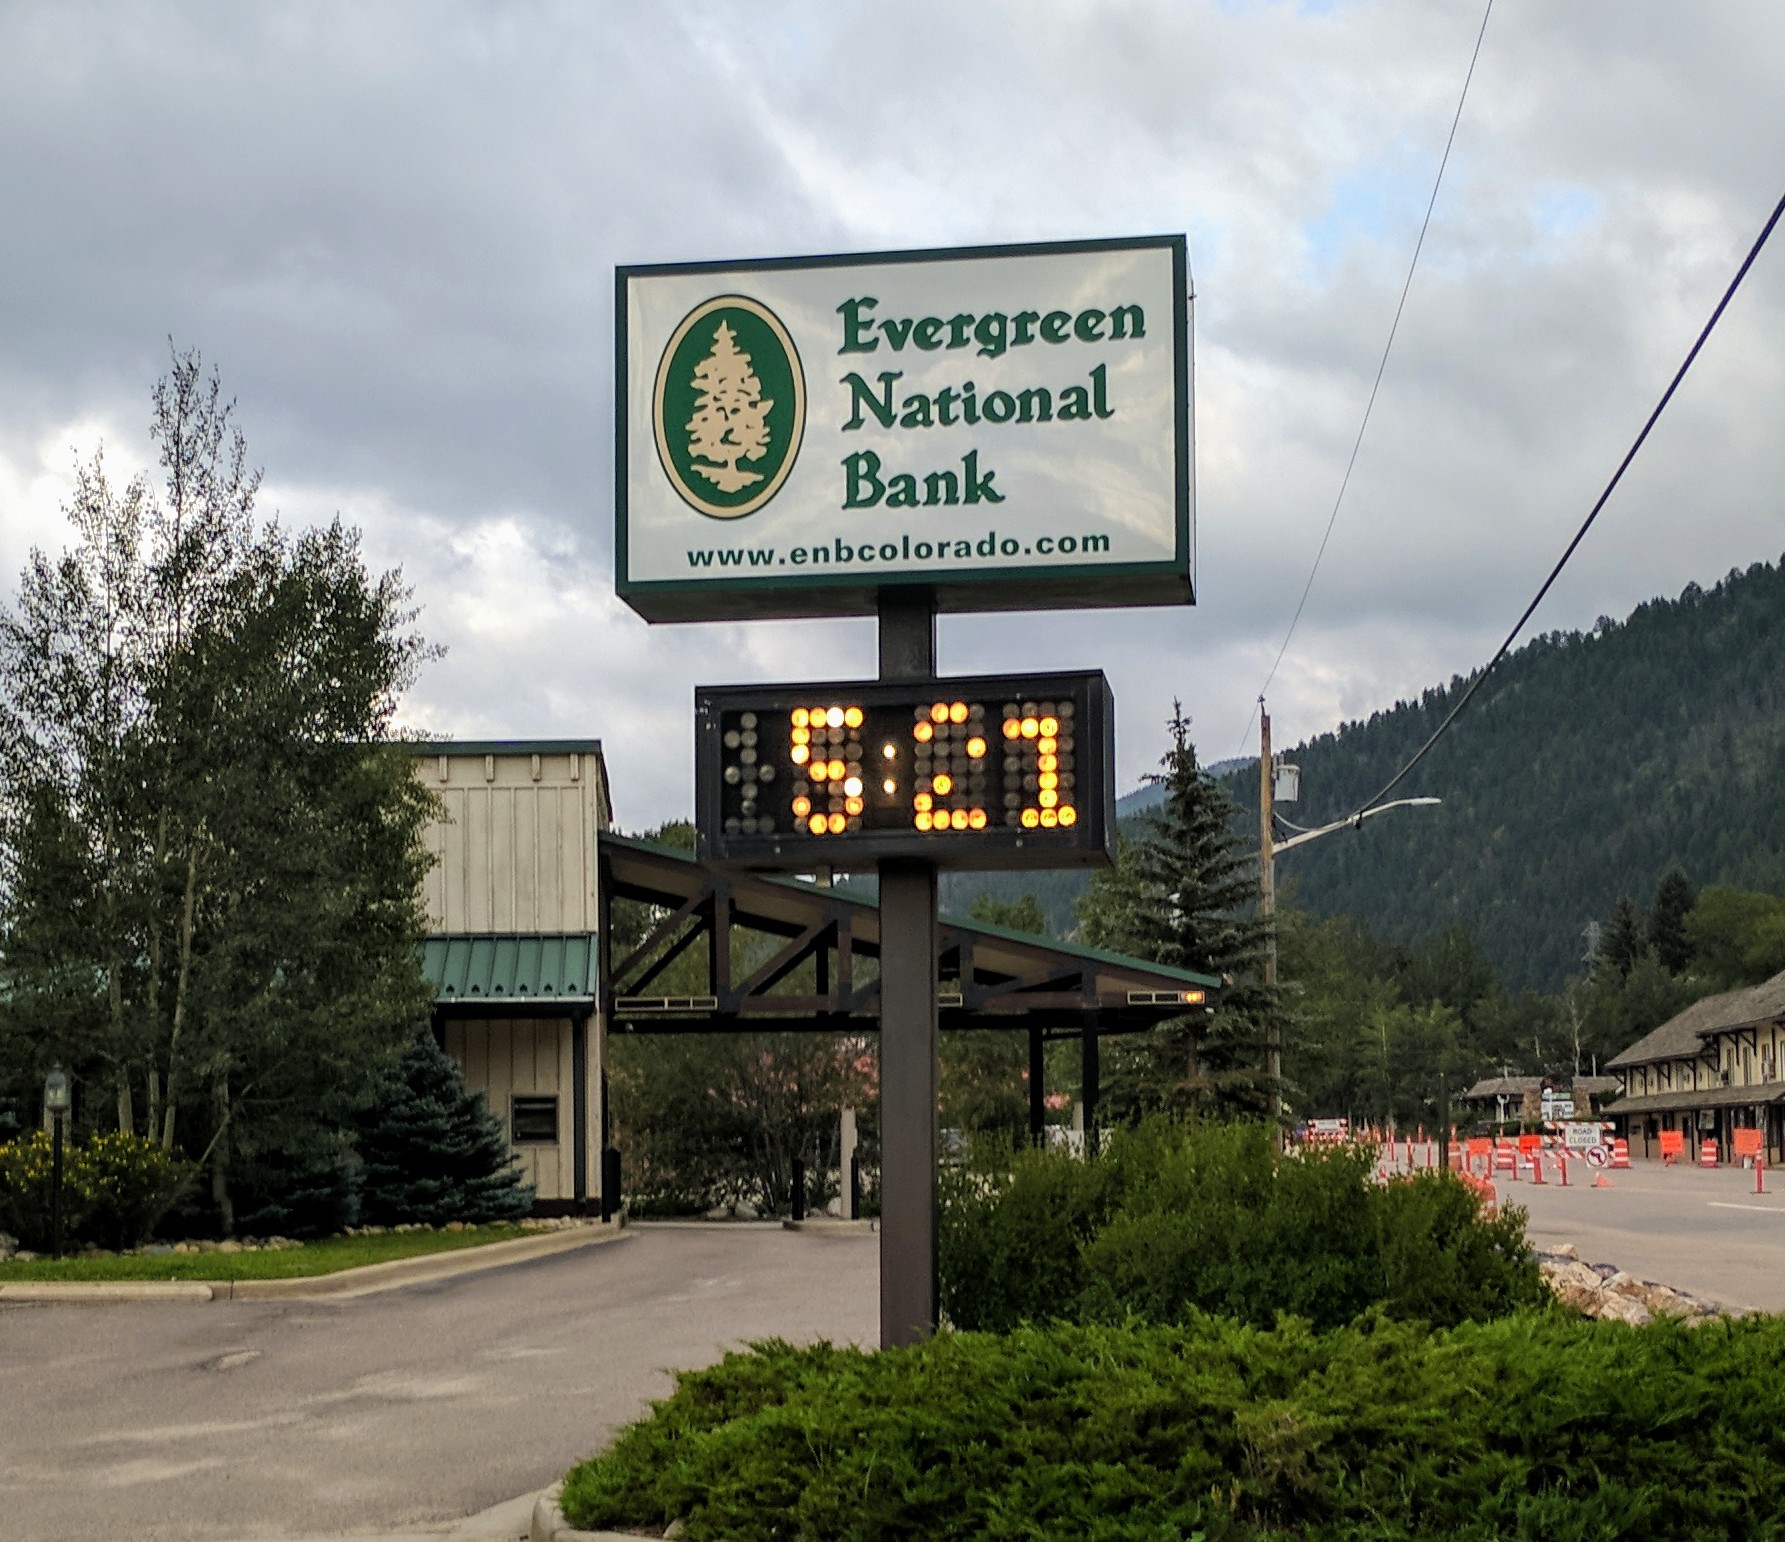 Evergreen
National
Bank
www.enbcolorado.com
5:21
ROAD
CLOSED